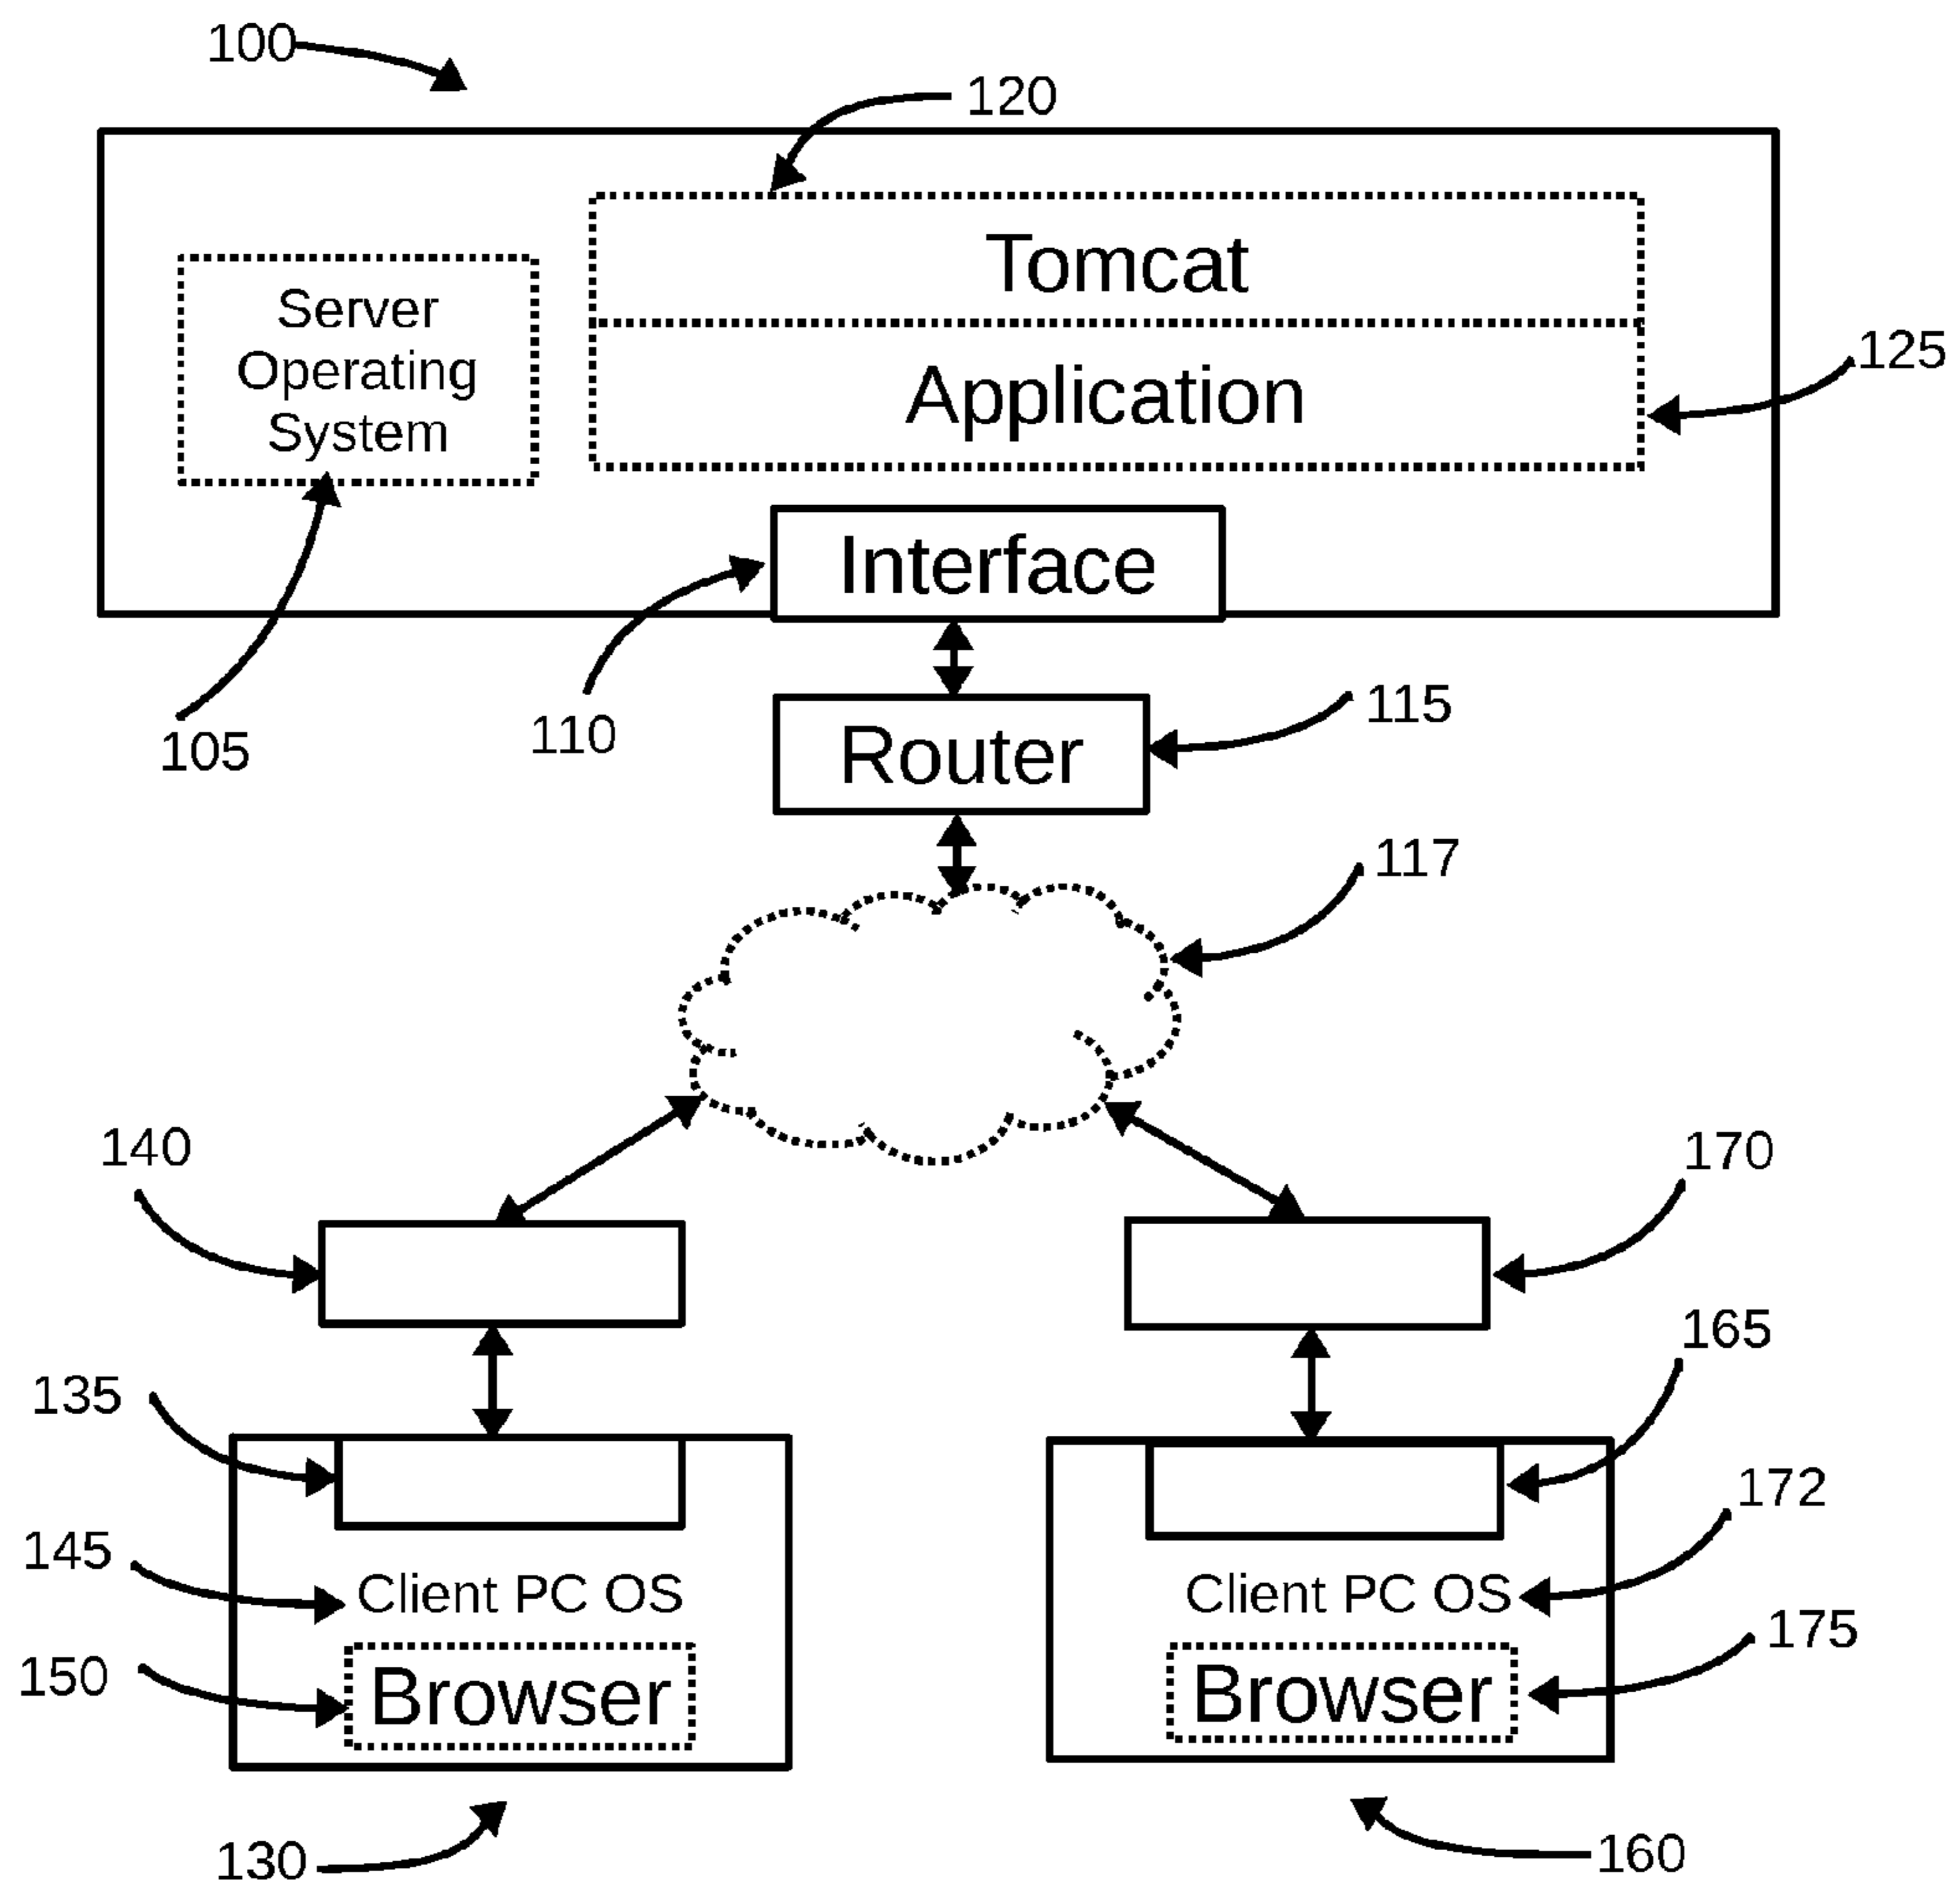 100
120
Tomcat
Server
Operating
System
125
Application
Interface
105
110
115
Router
117
140
170
165
135
172
145
Client PC OS
Client PC OS
175
150
Browser
Browser
130
160